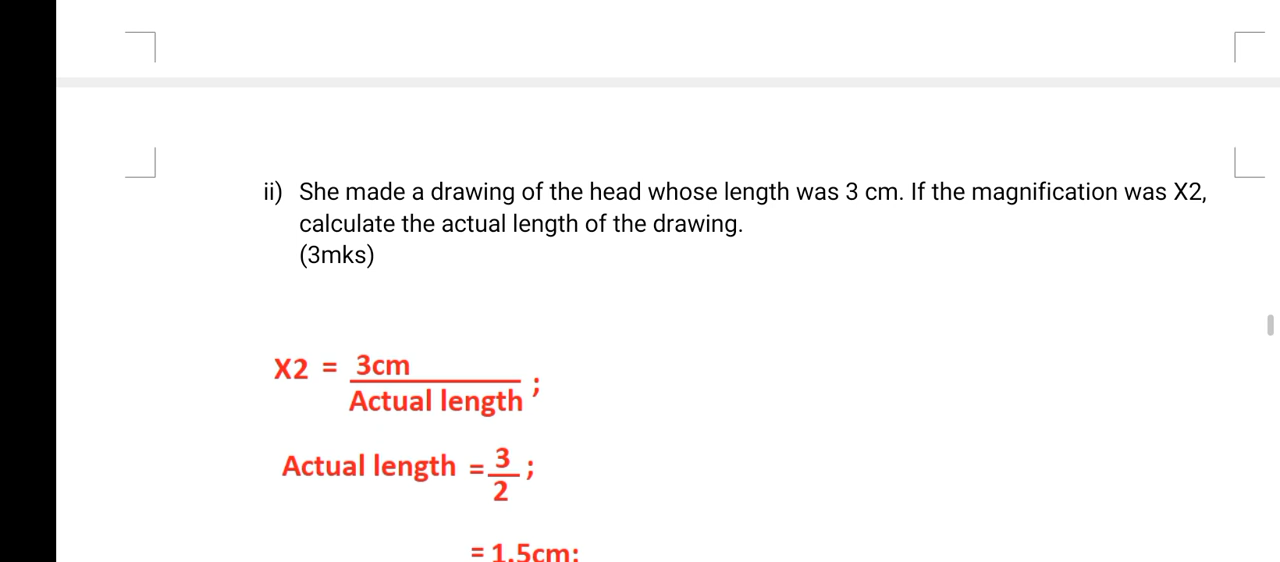 ii) She made a drawing of the head whose length was 3 cm. If the magnification was X2,
calculate the actual length of the drawing.
(3mks)
X2 = 3cm
Actual length ;
Actual length = 3 ;
2
= 1.5cm;